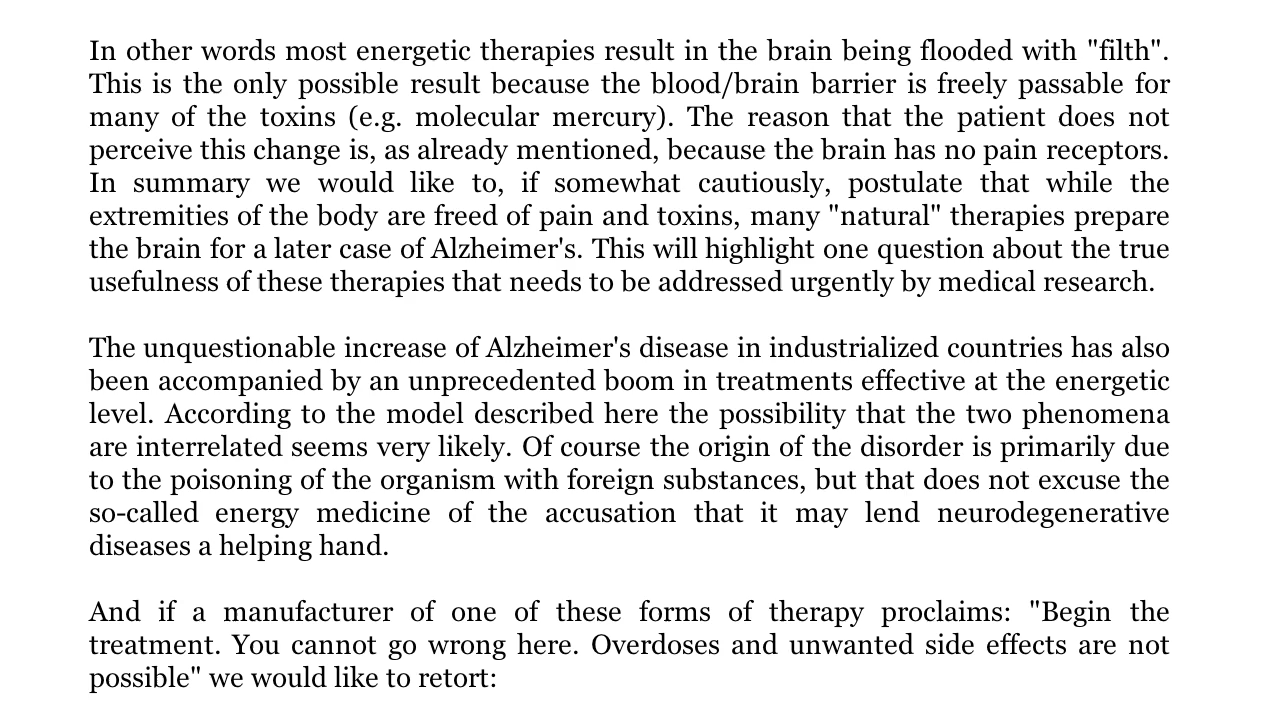 In other words most energetic therapies result in the brain being flooded with "filth".
This is the only possible result because the blood/brain barrier is freely passable for
many of the toxins (e.g. molecular mercury). The reason that the patient does not
perceive this change is, as already mentioned, because the brain has no pain receptors.
In summary we would like to, if somewhat cautiously, postulate that while the
extremities of the body are freed of pain and toxins, many "natural" therapies prepare
the brain for a later case of Alzheimer's. This will highlight one question about the true
usefulness of these therapies that needs to be addressed urgently by medical research.
The unquestionable increase of Alzheimer's disease in industrialized countries has also
been accompanied by an unprecedented boom in treatments effective at the energetic
level. According to the model described here the possibility that the two phenomena
are interrelated seems very likely. Of course the origin of the disorder is primarily due
to the poisoning of the organism with foreign substances, but that does not excuse the
so-called energy medicine of the accusation that it may lend neurodegenerative
diseases a helping hand.
And if a manufacturer of one of these forms of therapy proclaims: "Begin the
treatment. You cannot go wrong here. Overdoses and unwanted side effects are not
possible" we would like to retort: